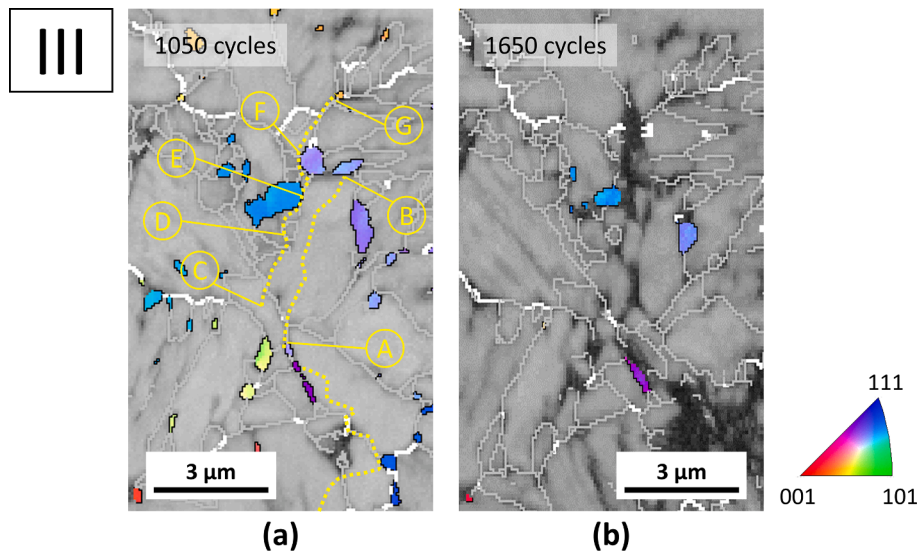 III
1050 cycles
1650 cycles
F
G
E
B
D
C
A
3 μm
3 μm
111
001
101
(a)
(b)